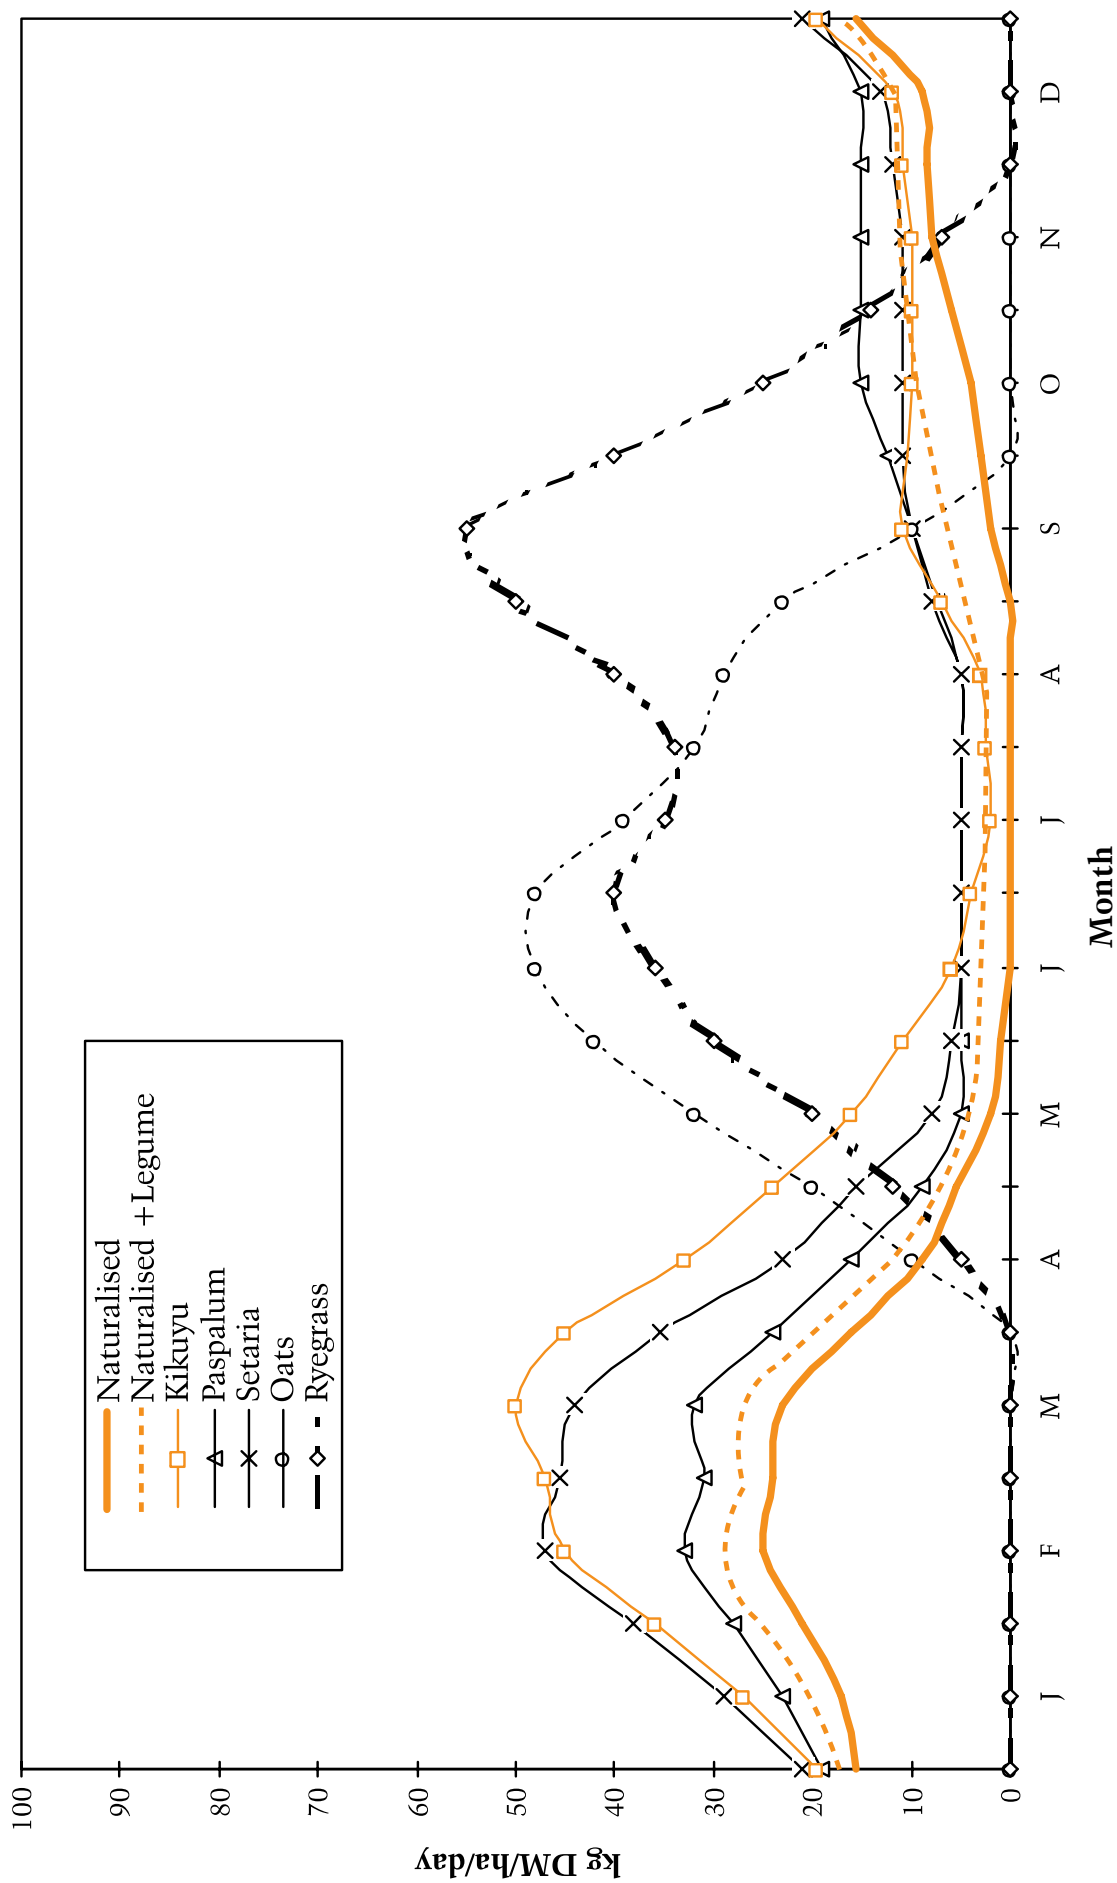 100
90
80
70
60
50
40
30
20
10
0
kg DM/ha/day
Naturalised
Naturalised +Legume
Kikuyu
Paspalum
Setaria
Oats
Ryegrass
J
F
M
A
M
J
J
A
S
O
N
D
Month